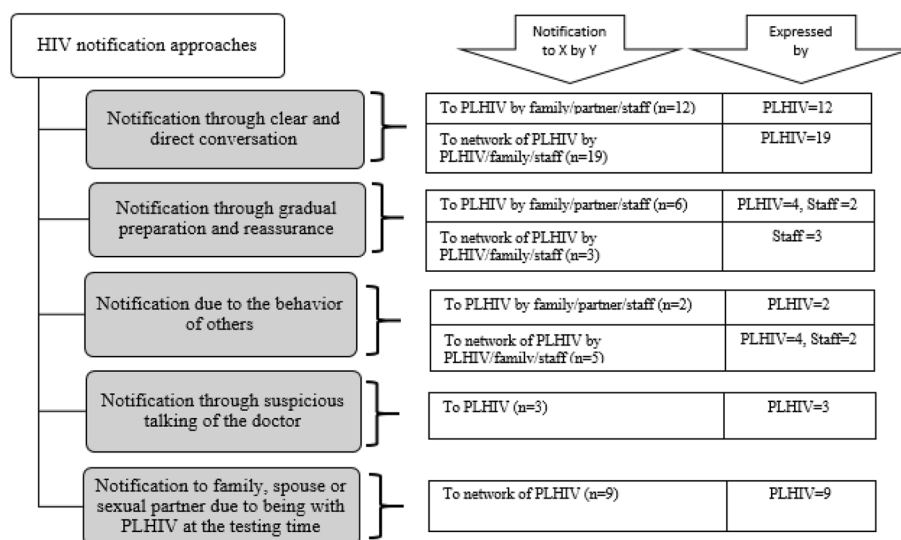 HIV notification approaches
Notification
to X by Y
Expressed
by
Notification through clear and
direct conversation
To PLHIV by family/partner/staff (n=12)
PLHIV=12
To network of PLHIV by
PLHIV/family/staff (n=19)
PLHIV=19
Notification through gradual
preparation and reassurance
To PLHIV by family/partner/staff (n=6)
PLHIV=4, Staff =2
To network of PLHIV by
PLHIV/family/staff (n=3)
Staff =3
Notification due to the behavior
of others
To PLHIV by family/partner/staff (n=2)
PLHIV=2
To network of PLHIV by
PLHIV/family/staff (n=5)
PLHIV=4, Staff=2
Notification through suspicious
talking of the doctor
To PLHIV (n=3)
PLHIV=3
Notification to family, spouse or
sexual partner due to being with
PLHIV at the testing time
To network of PLHIV (n=9)
PLHIV=9